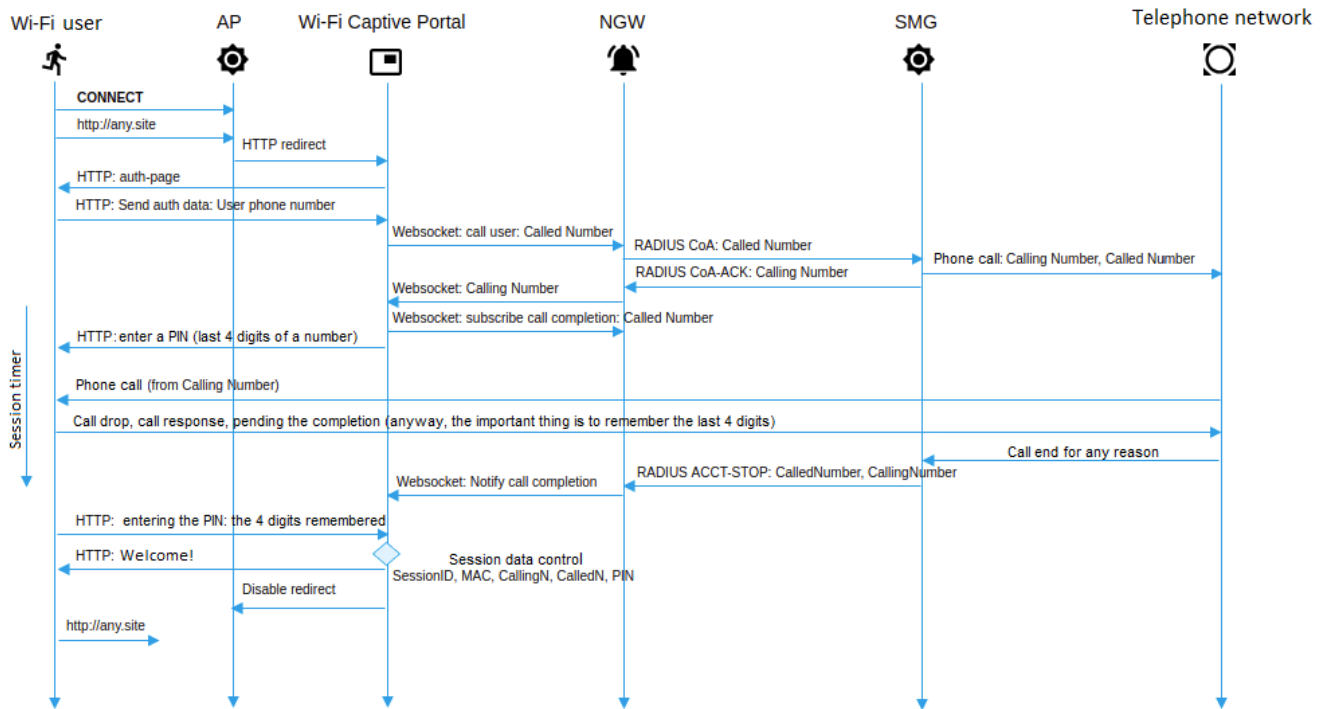 Wi-Fi user
AP
Wi-Fi Captive Portal
NGW
SMG
Telephone network
CONNECT
http://any.site
HTTP redirect
HTTP: auth-page
HTTP: Send auth data: User phone number
Websocket: call user: Called Number
RADIUS CoA: Called Number
Phone call: Calling Number, Called Number
RADIUS CoA-ACK: Calling Number
Websocket: Calling Number
Websocket: subscribe call completion: Called Number
HTTP: enter a PIN (last 4 digits of a number)
Session timer
Phone call (from Calling Number)
Call drop, call response, pending the completion (anyway, the important thing is to remember the last 4 digits)
Call end for any reason
RADIUS ACCT-STOP: CalledNumber, CallingNumber
Websocket: Notify call completion
HTTP: entering the PIN: the 4 digits remembered
HTTP: Welcome!
Session data control
SessionID, MAC, CallingN, CalledN, PIN
Disable redirect
http://any.site